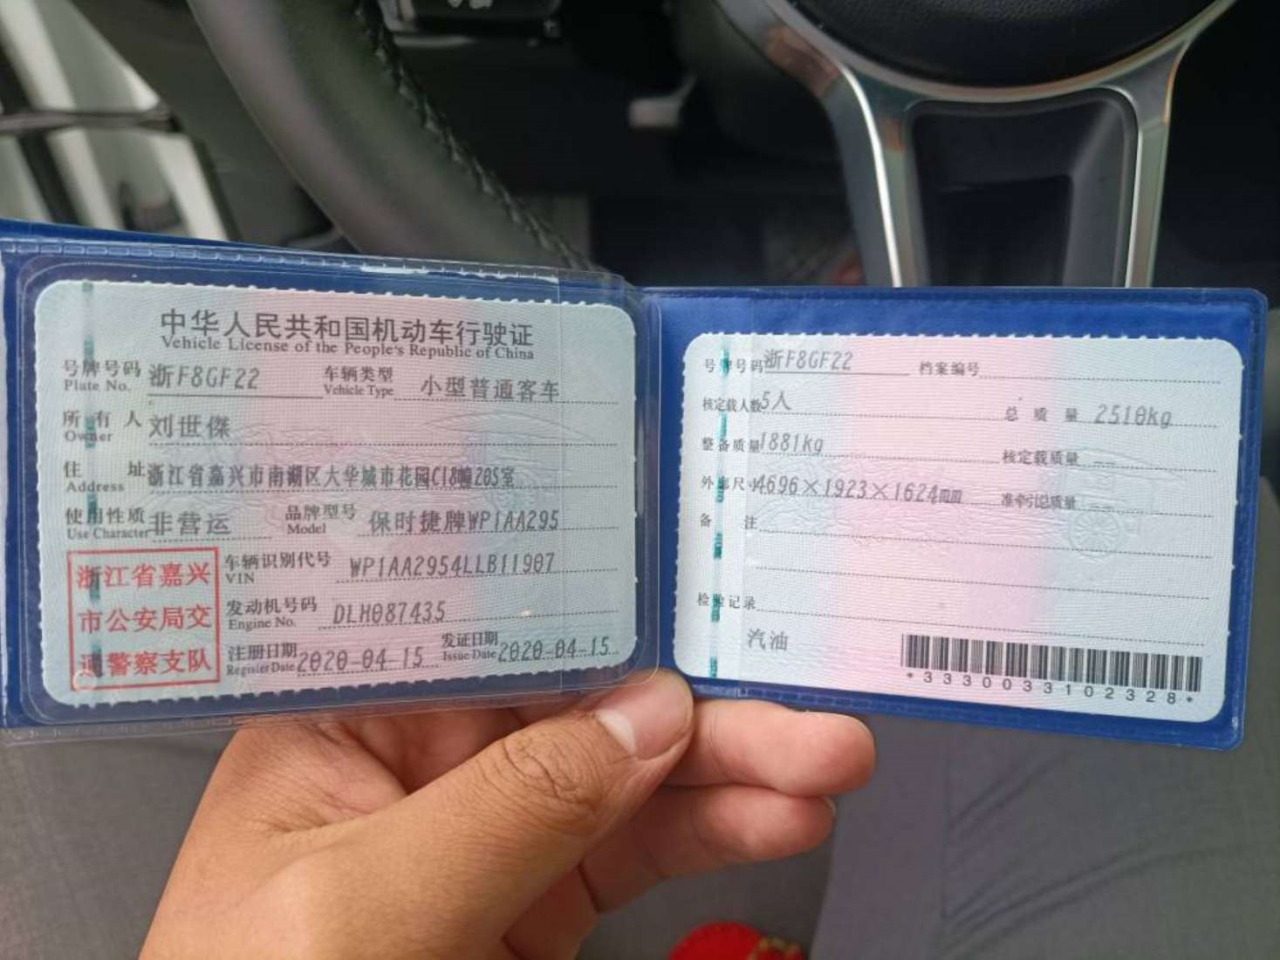 中华人民共和国机动车行驶证
Vehicle License of the People's Republic of China
号牌号码 浙F8GF22 车辆类型 小型普通客车
Plate No. Vehicle Type
所有人 刘世傑
Owner
住址 浙江省嘉兴市南湖区大华城市花园C18幢205室
Address
使用性质 非营运 品牌型号 保时捷牌WP1AA295
Use Character Model
浙江省嘉兴
市公安局交
通警察支队
车辆识别代号 WP1AA2954LLB11907
VIN
发动机号码 DLH087435
Engine No.
注册日期 2020-04-15 发证日期 2020-04-15
Register Date Issue Date
号牌号码 浙F8GF22 档案编号
核定载人数 5人 总质量 2510kg
整备质量 1881kg 核定载质量 --
外廓尺寸 4696×1923×1624mm 准牵引总质量 --
备注
检验记录
汽油
*3330033102328*